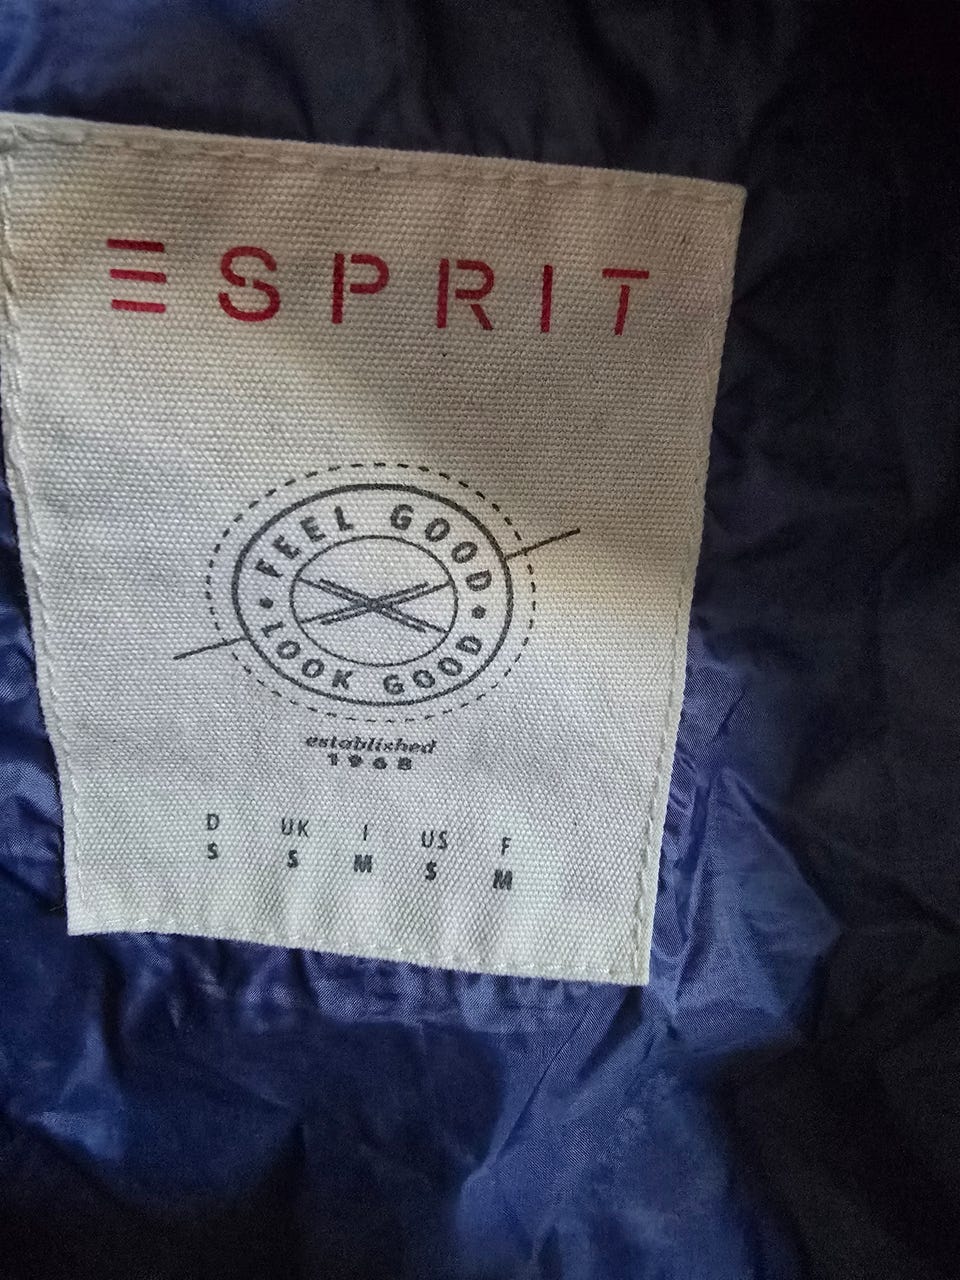 ESPRIT
FEEL GOOD
LOOK GOOD
established
1968
D UK I US F
S S M S M